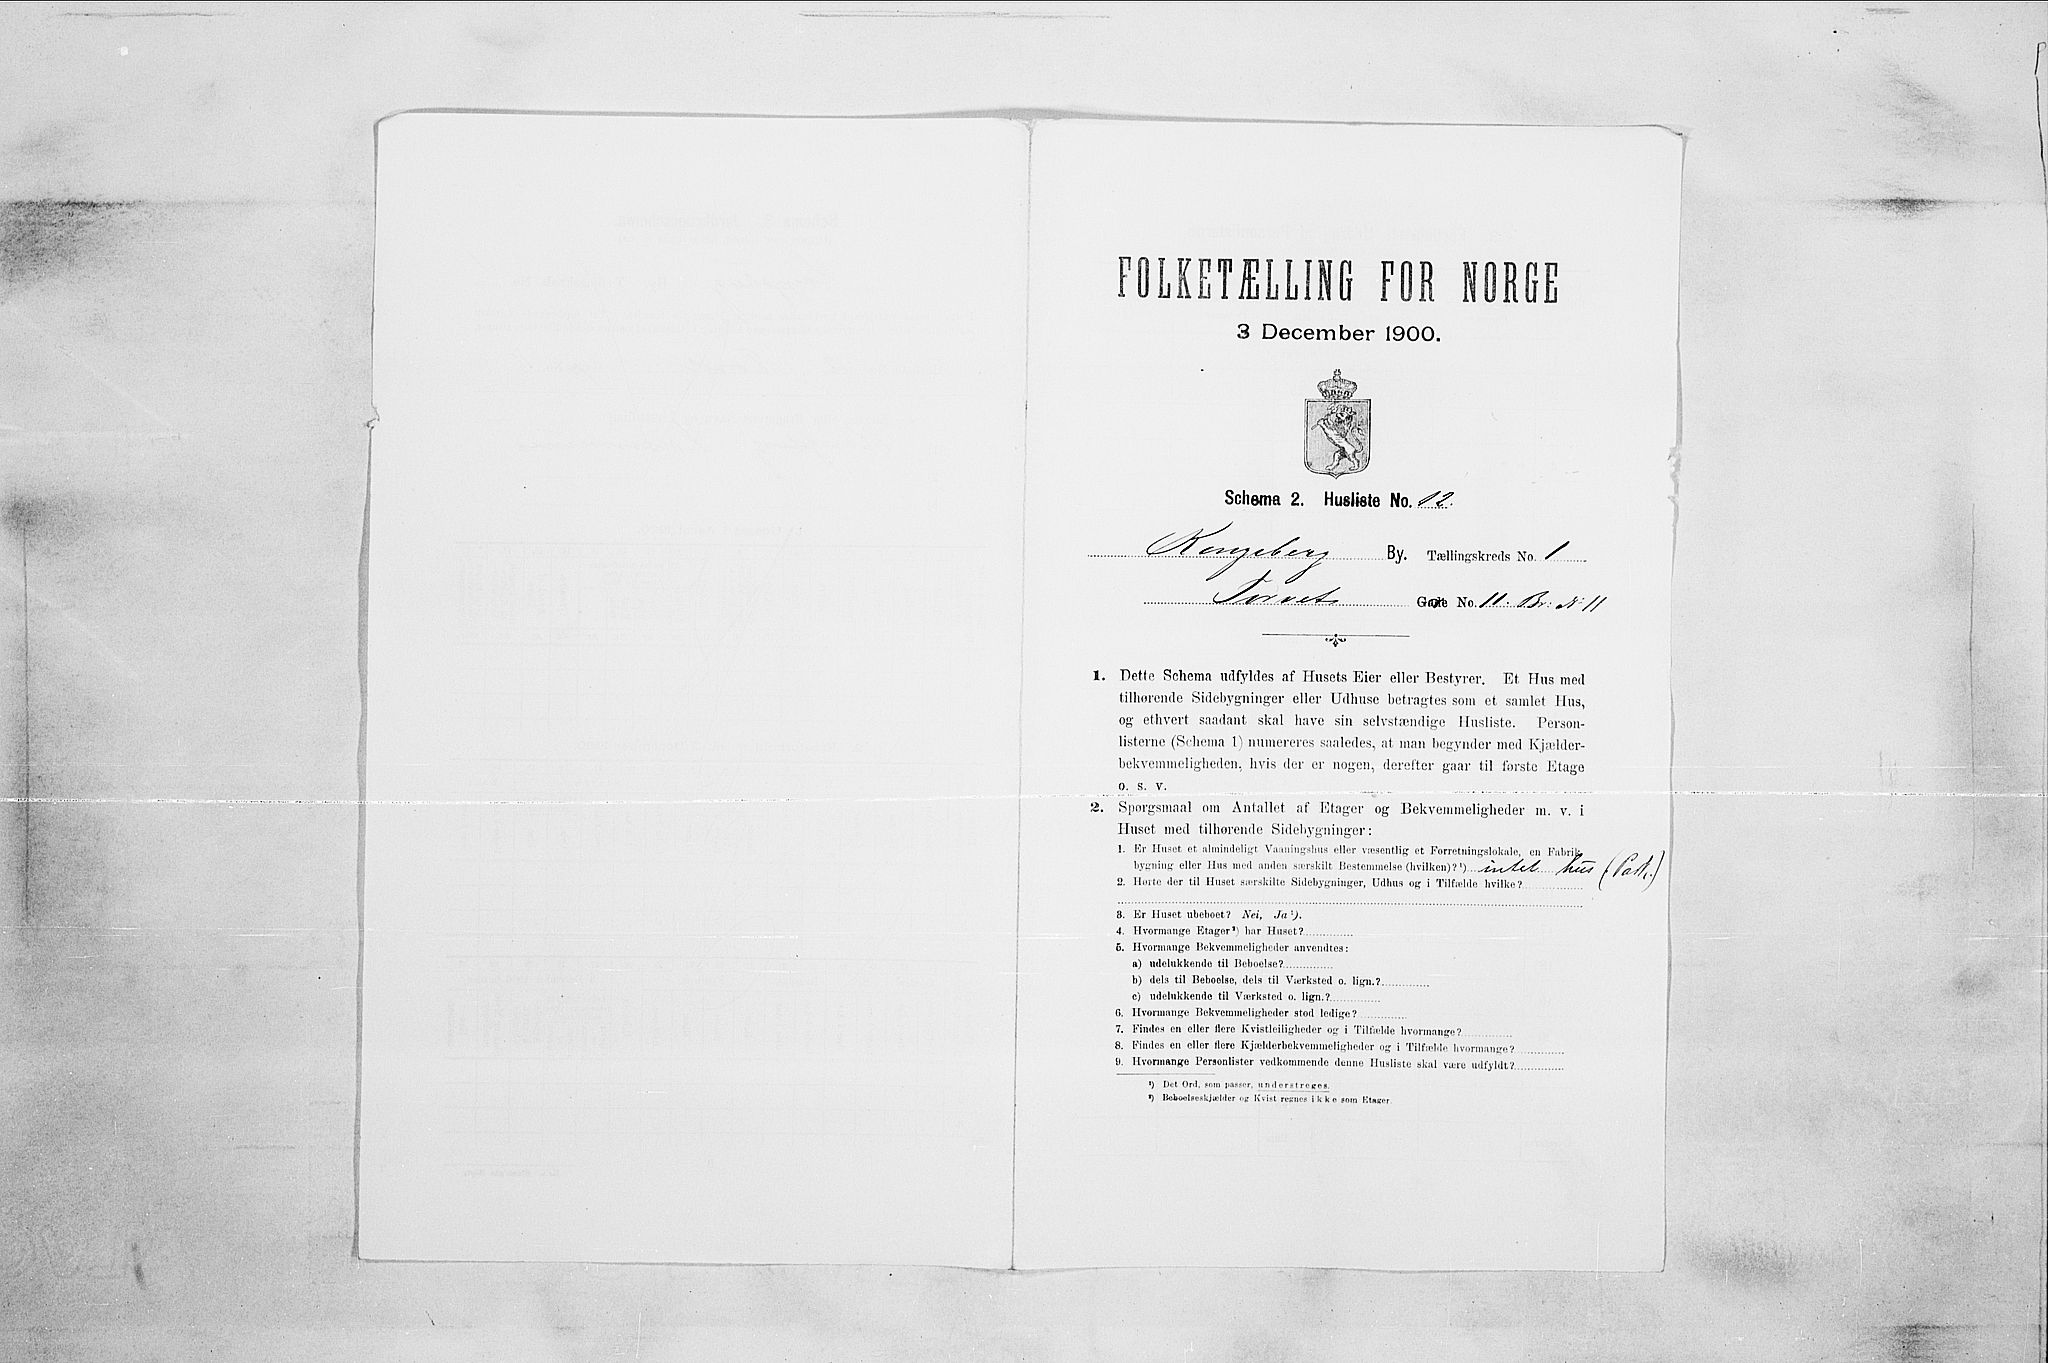 FOLKETÆLLING FOR NORGE
3 December 1900.
Schema 2. Husliste No. 12.
Kongsberg By. Tællingskreds No. 1
Torvet Gade No. 11. Br. N. 11
1. Dette Schema udfyldes af Husets Eier eller Bestyrer. Et Hus med
tilhørende Sidebygninger eller Udhuse betragtes som et samlet Hus,
og ethvert saadant skal have sin selvstændige Husliste. Person-
listerne (Schema 1) numereres saaledes, at man begynder med Kjælder-
bekvemmeligheden, hvis der er nogen, derefter gaar til første Etage
o. s. v.
2. Spørgsmaal om Antallet af Etager og Bekvemmeligheder m. v. i
Huset med tilhørende Sidebygninger:
1. Er Huset et almindeligt Vaaningshus eller væsentlig et Forretningslokale, en Fabrik-
bygning eller Hus med anden særskilt Bestemmelse (hvilken)? ¹) intet hus (Park)
2. Hørte der til Huset særskilte Sidebygninger, Udhus og i Tilfælde hvilke?
3. Er Huset ubeboet? Nei, Ja ¹).
4. Hvormange Etager ²) har Huset?
5. Hvormange Bekvemmeligheder anvendtes:
a) udelukkende til Beboelse?
b) dels til Beboelse, dels til Værksted o. lign.?
c) udelukkende til Værksted o. lign.?
6. Hvormange Bekvemmeligheder stod ledige?
7. Findes en eller flere Kvistleiligheder og i Tilfælde hvormange?
8. Findes en eller flere Kjælderbekvemmeligheder og i Tilfælde hvormange?
9. Hvormange Personlister vedkommende denne Husliste skal være udfyldt?
¹) Det Ord, som passer, understreges.
²) Beboelseskjælder og Kvist regnes ikke som Etager.